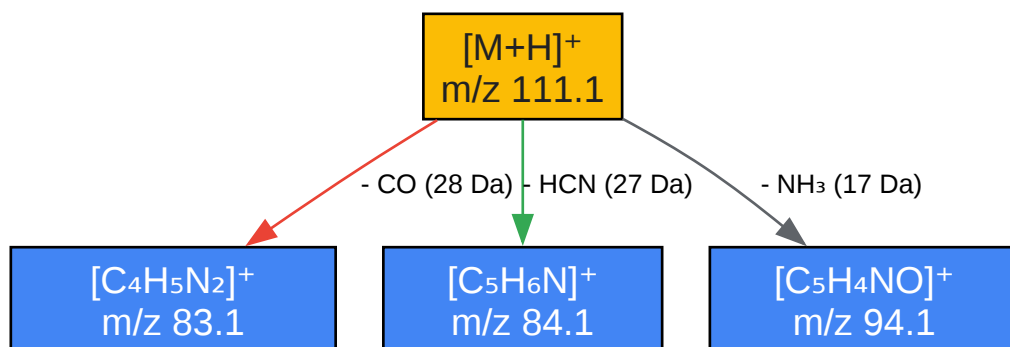 [M+H]⁺
m/z 111.1
- CO (28 Da)
- HCN (27 Da)
- NH₃ (17 Da)
[C₄H₅N₂]⁺
m/z 83.1
[C₅H₆N]⁺
m/z 84.1
[C₅H₄NO]⁺
m/z 94.1